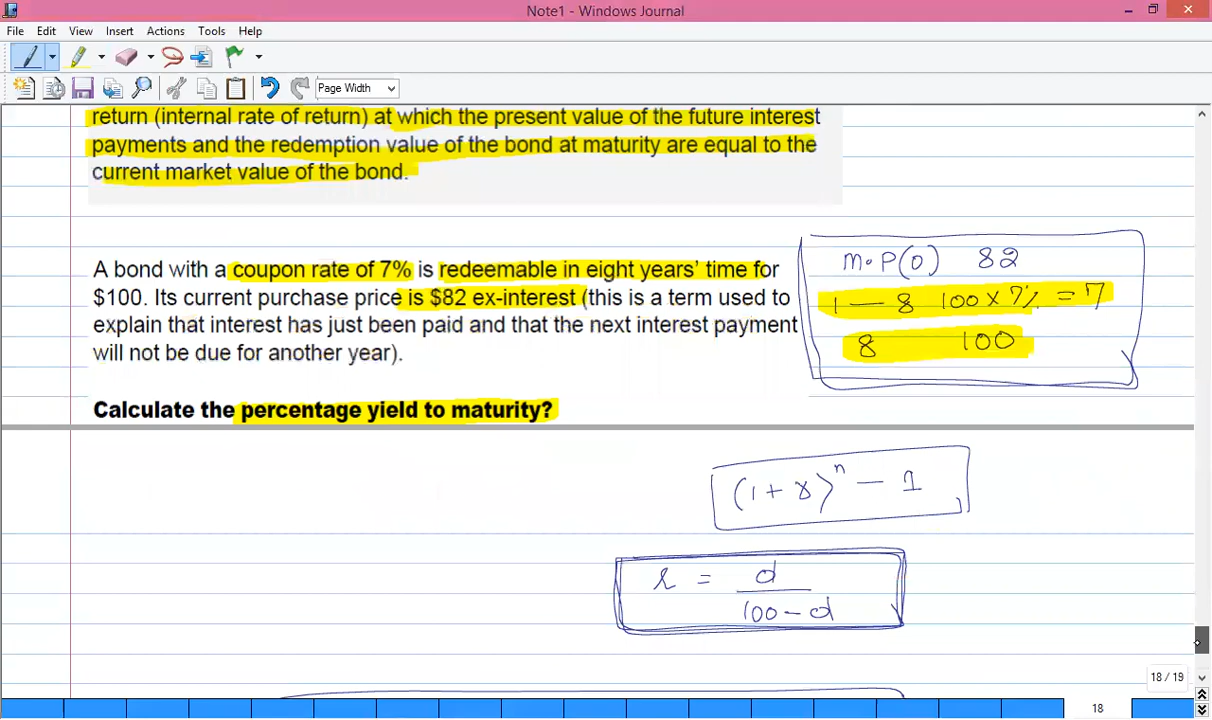 Note1 - Windows Journal
File Edit View Insert Actions Tools Help
Page Width
return (internal rate of return) at which the present value of the future interest
payments and the redemption value of the bond at maturity are equal to the
current market value of the bond.
A bond with a coupon rate of 7% is redeemable in eight years' time for
$100. Its current purchase price is $82 ex-interest (this is a term used to
explain that interest has just been paid and that the next interest payment
will not be due for another year).
Calculate the percentage yield to maturity?
M.P(0) 82
1 — 8 100 × 7% = 7
8 100
(1 + r)^n — 1
r = d / 100 - d
18 / 19
18